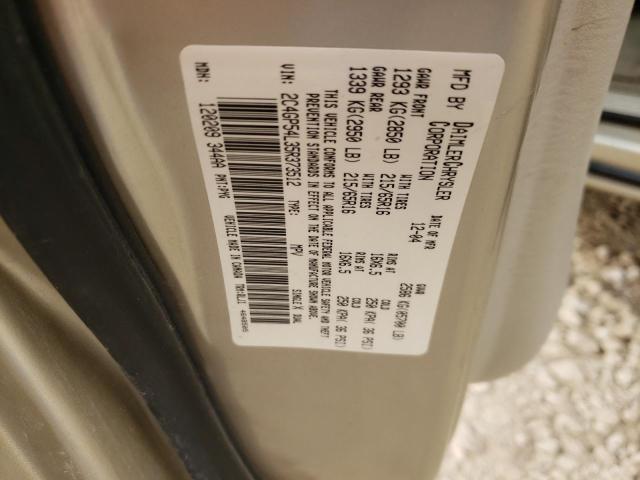 MFD BY DAIMLERCHRYSLER CORPORATION
DATE OF MFR 12-04
GVWR 2586 KG(05700 LB)
GAWR FRONT WITH TIRES RIMS AT COLD
1293 KG(2850 LB) 215/65R16 16X6.5 250 KPA( 36 PSI)
GAWR REAR WITH TIRES RIMS AT COLD
1339 KG(2950 LB) 215/65R16 16X6.5 250 KPA( 36 PSI)
THIS VEHICLE CONFORMS TO ALL APPLICABLE FEDERAL MOTOR VEHICLE SAFETY AND THEFT
PREVENTION STANDARDS IN EFFECT ON THE DATE OF MANUFACTURE SHOWN ABOVE.
VIN: 2C4GP54L35R373512 TYPE: MPV SINGLE X DUAL
MDH: 120209 344AA PNT:
VEHICLE MADE IN CANADA